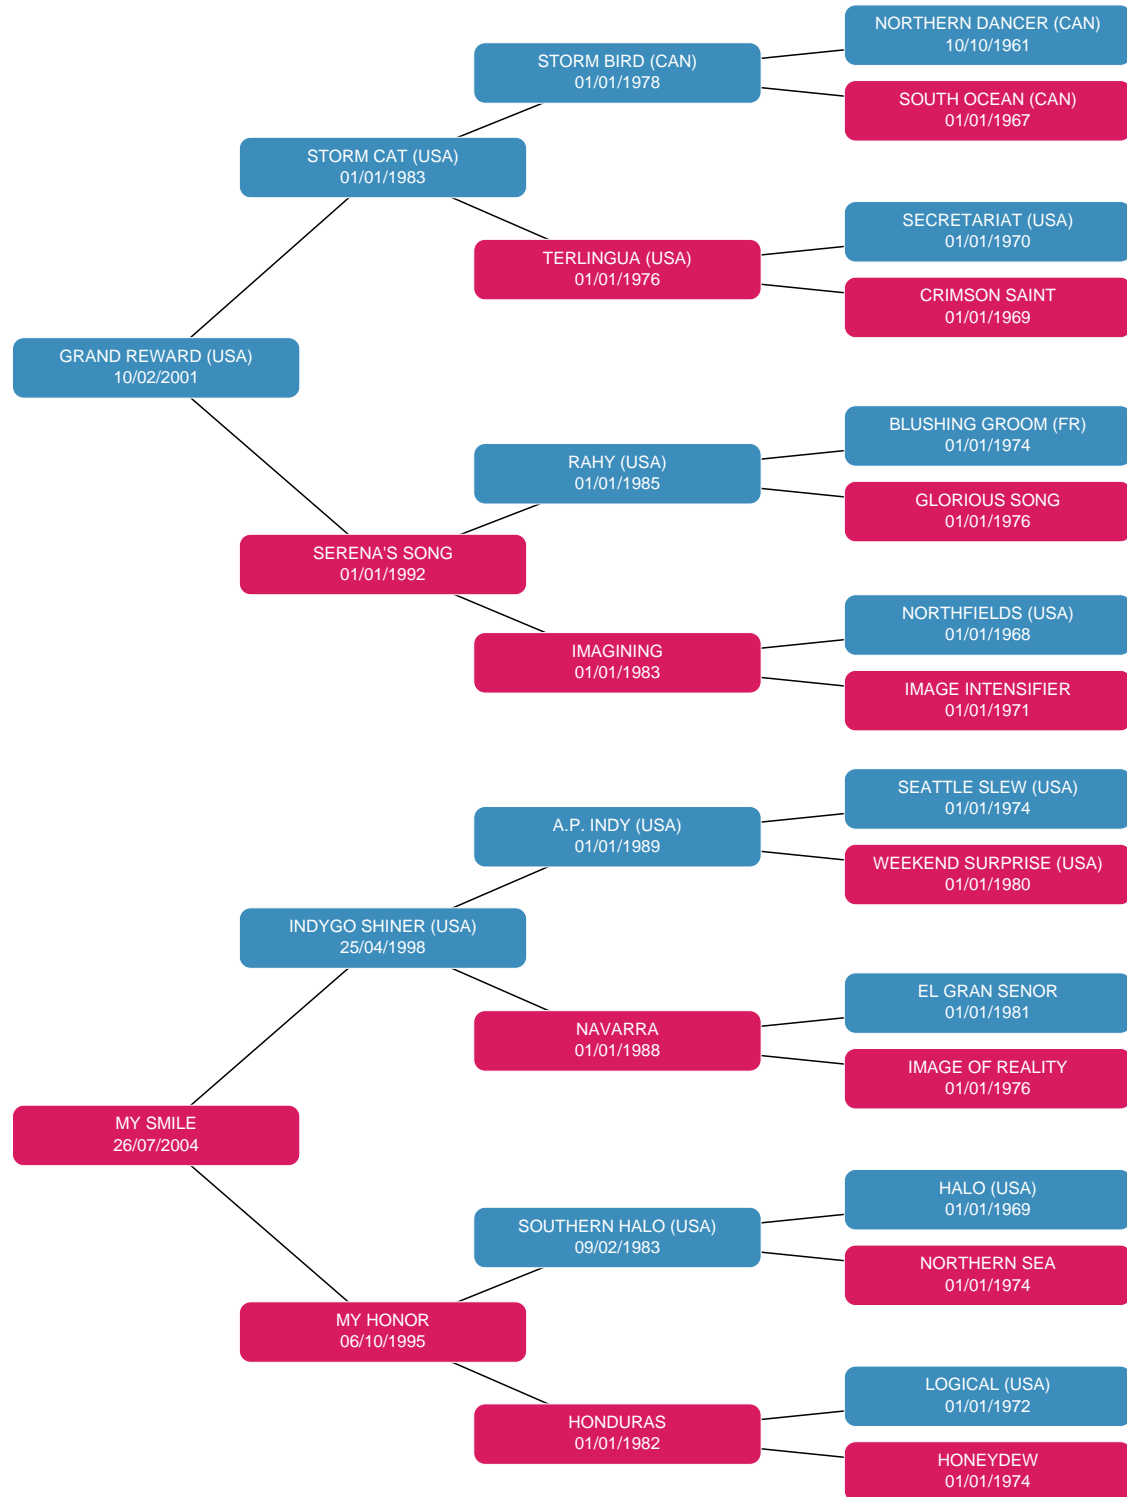 NORTHERN DANCER (CAN)
10/10/1961
STORM BIRD (CAN)
01/01/1978
SOUTH OCEAN (CAN)
01/01/1967
STORM CAT (USA)
01/01/1983
SECRETARIAT (USA)
01/01/1970
TERLINGUA (USA)
01/01/1976
CRIMSON SAINT
01/01/1969
GRAND REWARD (USA)
10/02/2001
BLUSHING GROOM (FR)
01/01/1974
RAHY (USA)
01/01/1985
GLORIOUS SONG
01/01/1976
SERENA'S SONG
01/01/1992
NORTHFIELDS (USA)
01/01/1968
IMAGINING
01/01/1983
IMAGE INTENSIFIER
01/01/1971
SEATTLE SLEW (USA)
01/01/1974
A.P. INDY (USA)
01/01/1989
WEEKEND SURPRISE (USA)
01/01/1980
INDYGO SHINER (USA)
25/04/1998
EL GRAN SENOR
01/01/1981
NAVARRA
01/01/1988
IMAGE OF REALITY
01/01/1976
MY SMILE
26/07/2004
HALO (USA)
01/01/1969
SOUTHERN HALO (USA)
09/02/1983
NORTHERN SEA
01/01/1974
MY HONOR
06/10/1995
LOGICAL (USA)
01/01/1972
HONDURAS
01/01/1982
HONEYDEW
01/01/1974